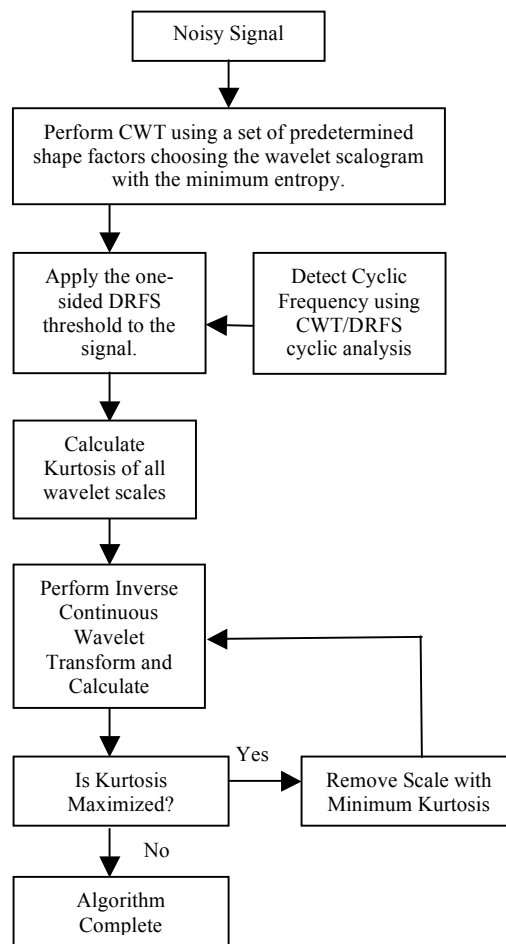 Noisy Signal
Perform CWT using a set of predetermined
shape factors choosing the wavelet scalogram
with the minimum entropy.
Apply the one-
sided DRFS
threshold to the
signal.
Detect Cyclic
Frequency using
CWT/DRFS
cyclic analysis
Calculate
Kurtosis of all
wavelet scales
Perform Inverse
Continuous
Wavelet
Transform and
Calculate
Is Kurtosis
Maximized?
Yes
Remove Scale with
Minimum Kurtosis
No
Algorithm
Complete